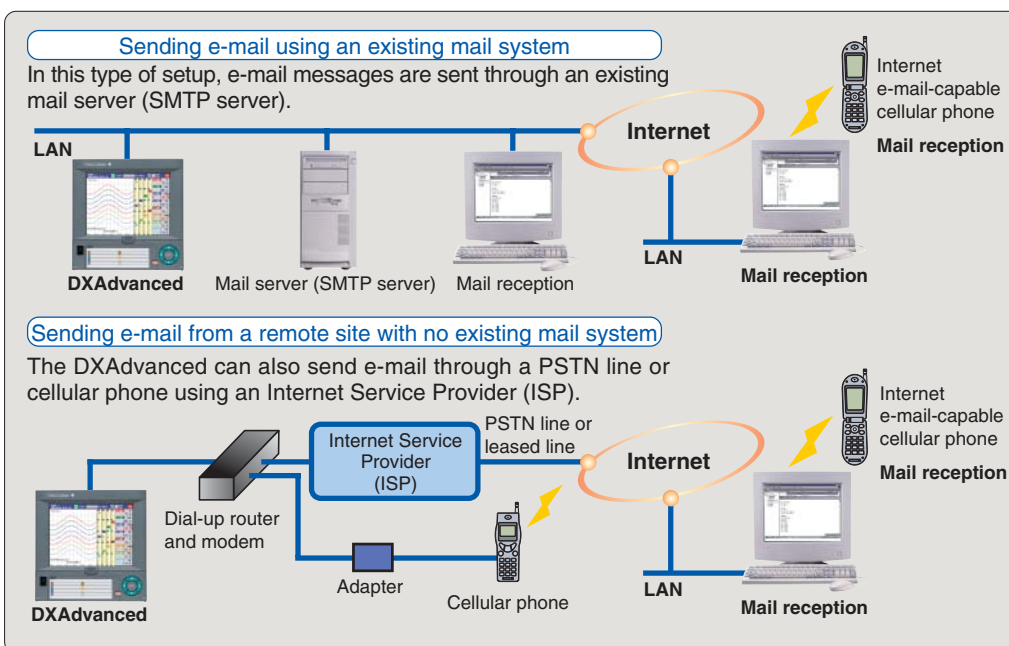 Sending e-mail using an existing mail system
In this type of setup, e-mail messages are sent through an existing
mail server (SMTP server).
LAN
DXAdvanced
Mail server (SMTP server)
Mail reception
Internet
LAN
Mail reception
Internet
e-mail-capable
cellular phone
Mail reception
Sending e-mail from a remote site with no existing mail system
The DXAdvanced can also send e-mail through a PSTN line or
cellular phone using an Internet Service Provider (ISP).
DXAdvanced
Dial-up router
and modem
Internet Service
Provider
(ISP)
PSTN line or
leased line
Adapter
Cellular phone
Internet
LAN
Mail reception
Internet
e-mail-capable
cellular phone
Mail reception